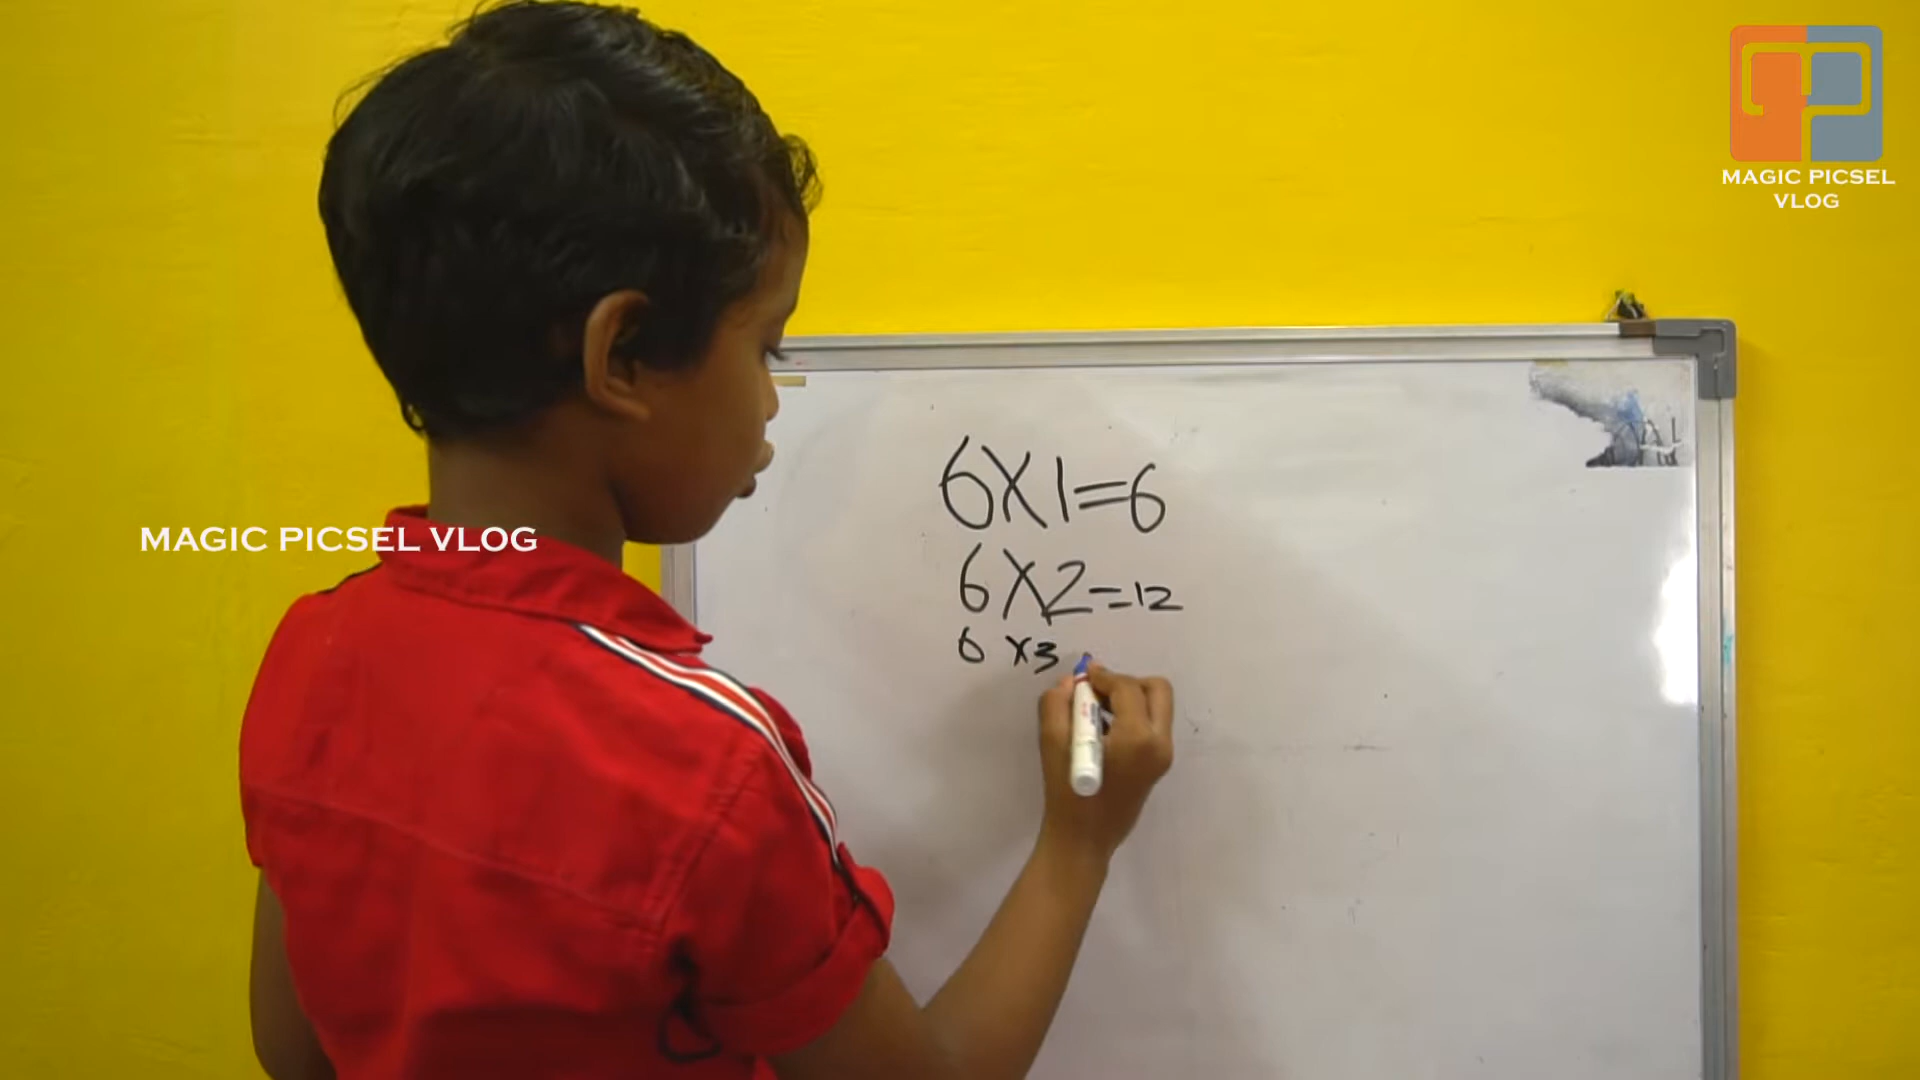 MAGIC PICSEL
VLOG
6X1=6
MAGIC PICSEL VLOG
6X2=12
6 x3